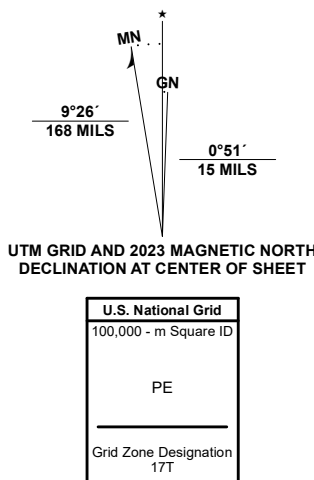 ★
MN
GN
9°26´
168 MILS
0°51´
15 MILS
UTM GRID AND 2023 MAGNETIC NORTH
DECLINATION AT CENTER OF SHEET
U.S. National Grid
100,000 - m Square ID
PE
Grid Zone Designation
17T